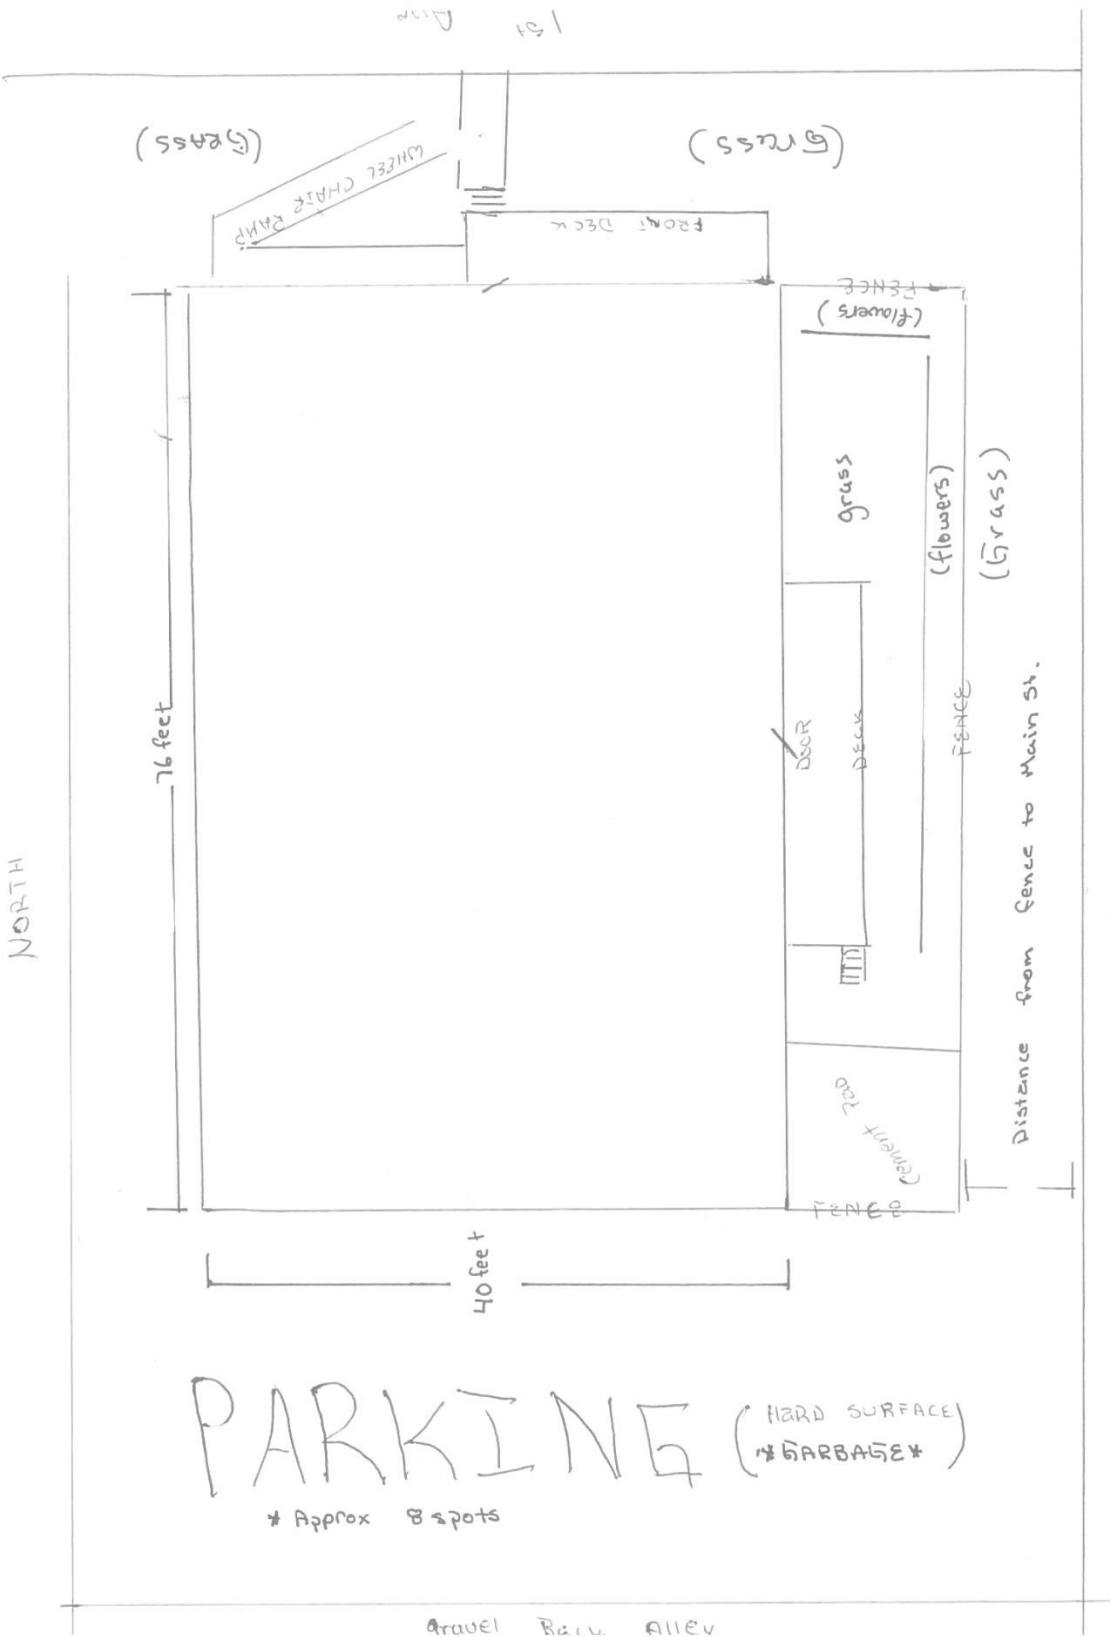 1st Ave
(GRASS)
(Grass)
WHEEL CHAIR RAMP
FRONT DECK
FENCE
(flowers)
grass
(flowers)
(Grass)
76 feet
DOOR
DECK
FENCE
Distance from fence to Main St.
NORTH
Cement Pad
FENCE
40 feet
PARKING (HARD SURFACE)
*GARBAGE*
* Approx 8 spots
Gravel Back Alley